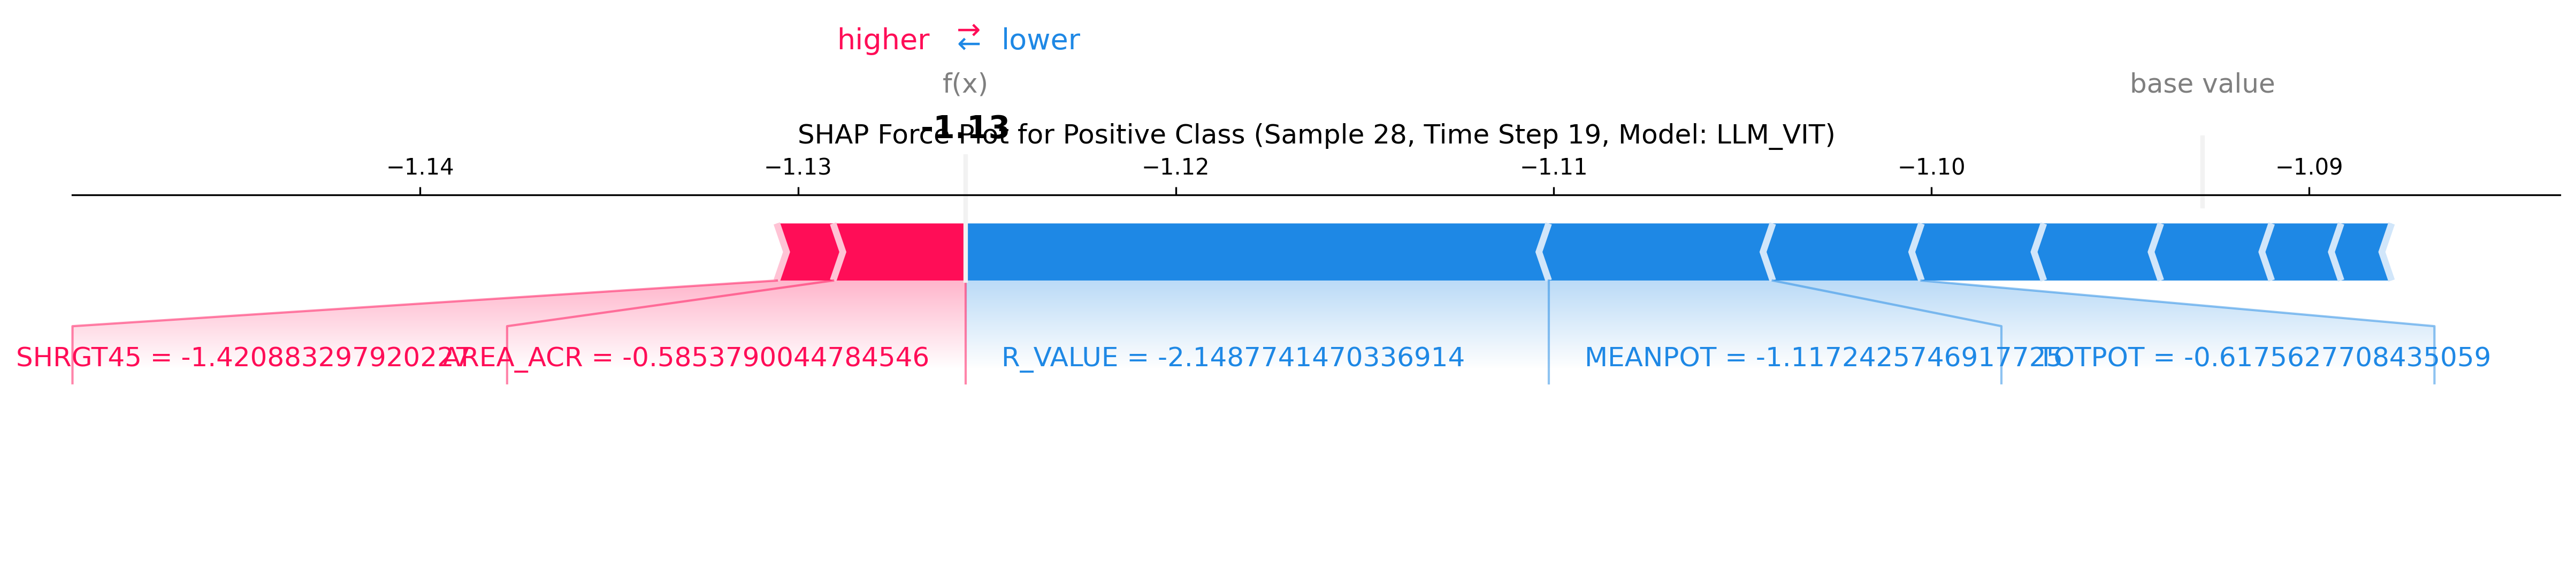 higher ⇄ lower
f(x) base value
-1.13
SHAP Force Plot for Positive Class (Sample 28, Time Step 19, Model: LLM_VIT)
−1.14 −1.13 −1.12 −1.11 −1.10 −1.09
SHRGT45 = -1.420883297920227 AREA_ACR = -0.5853790044784546 R_VALUE = -2.1487741470336914 MEANPOT = -1.1172425746917725 TOTPOT = -0.6175627708435059